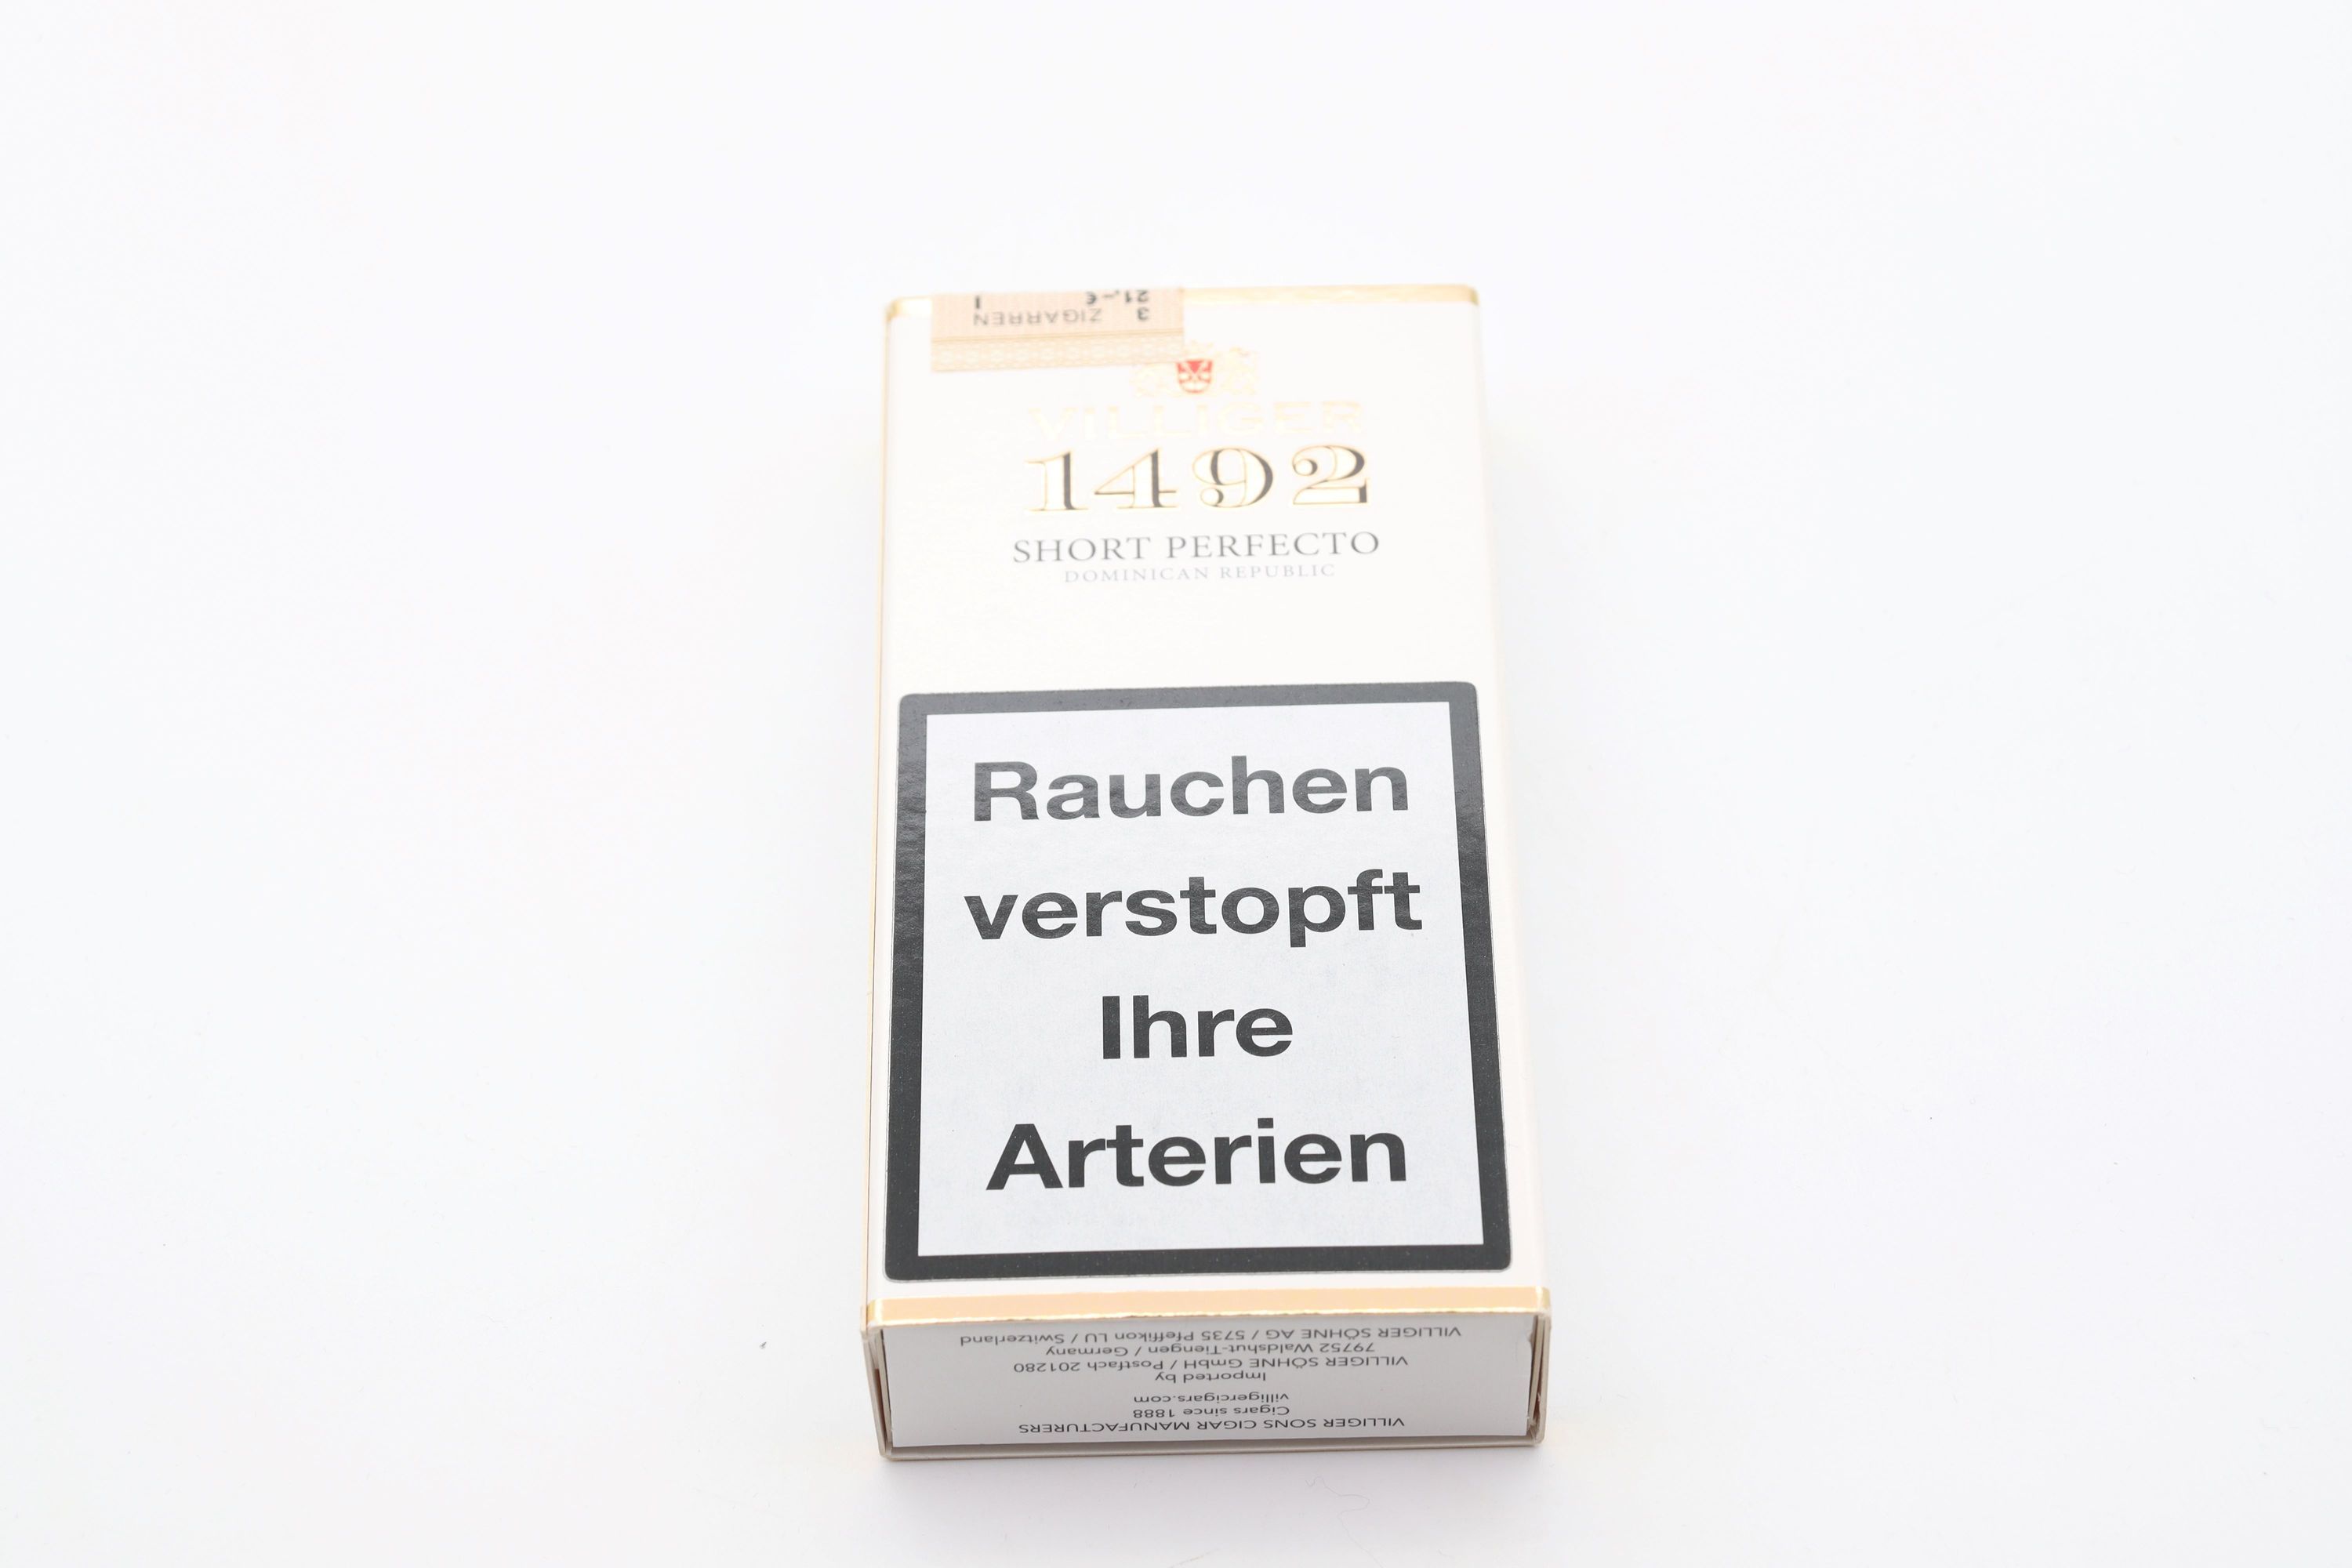 3 ZIGARREN
21,-€ 1
VILLIGER
1492
SHORT PERFECTO
DOMINICAN REPUBLIC
Rauchen
verstopft
Ihre
Arterien
VILLIGER SONS CIGAR MANUFACTURERS
Cigars since 1888
villigercigars.com
Imported by
VILLIGER SÖHNE GmbH / Postfach 201280
79752 Waldshut-Tiengen / Germany
VILLIGER SÖHNE AG / 5735 Pfeffikon LU / Switzerland